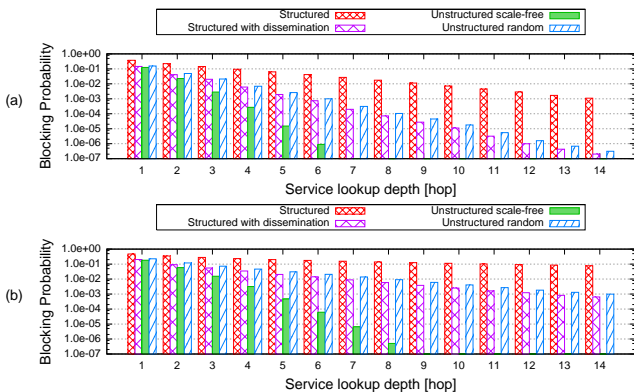 Structured
Structured with dissemination
Unstructured scale-free
Unstructured random
(a)
Blocking Probability
1.0e+00
1.0e-01
1.0e-02
1.0e-03
1.0e-04
1.0e-05
1.0e-06
1.0e-07
1 2 3 4 5 6 7 8 9 10 11 12 13 14
Service lookup depth [hop]
Structured
Structured with dissemination
Unstructured scale-free
Unstructured random
(b)
Blocking Probability
1.0e+00
1.0e-01
1.0e-02
1.0e-03
1.0e-04
1.0e-05
1.0e-06
1.0e-07
1 2 3 4 5 6 7 8 9 10 11 12 13 14
Service lookup depth [hop]